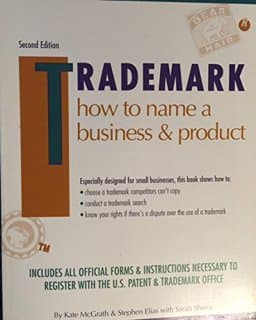 Second Edition
TRADEMARK
how to name a
business & product
Especially designed for small businesses, this book shows how to:
• choose a trademark competitors can't copy
• conduct a trademark search
• know your rights if there's a dispute over the use of a trademark
TM
INCLUDES ALL OFFICIAL FORMS & INSTRUCTIONS NECESSARY TO
REGISTER WITH THE U.S. PATENT & TRADEMARK OFFICE
By Kate McGrath & Stephen Elias with Sarah Shena